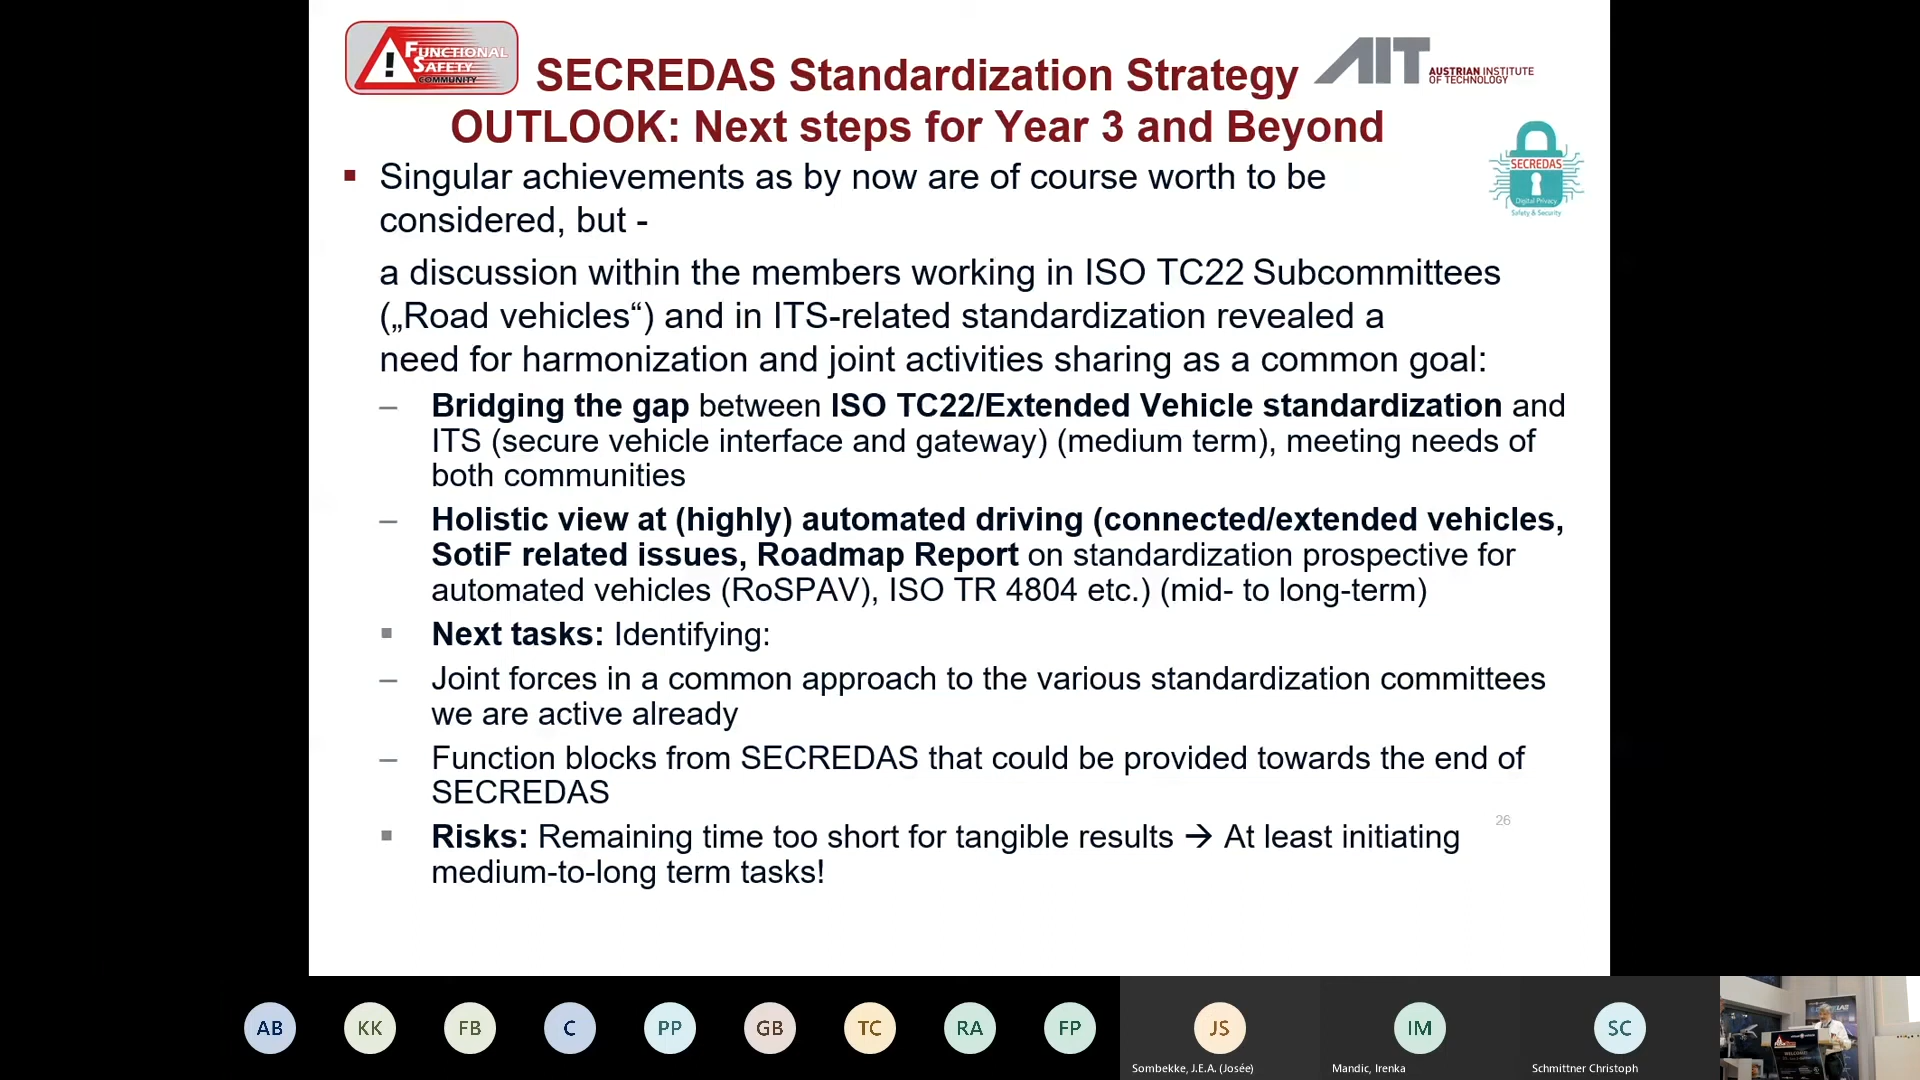 FUNCTIONAL
SAFETY
COMMUNITY
SECREDAS Standardization Strategy
OUTLOOK: Next steps for Year 3 and Beyond
AIT AUSTRIAN INSTITUTE
OF TECHNOLOGY
SECREDAS
Digital Privacy
Safety & Security
▪ Singular achievements as by now are of course worth to be
considered, but -
a discussion within the members working in ISO TC22 Subcommittees
(„Road vehicles“) and in ITS-related standardization revealed a
need for harmonization and joint activities sharing as a common goal:
– Bridging the gap between ISO TC22/Extended Vehicle standardization and
ITS (secure vehicle interface and gateway) (medium term), meeting needs of
both communities
– Holistic view at (highly) automated driving (connected/extended vehicles,
SotiF related issues, Roadmap Report on standardization prospective for
automated vehicles (RoSPAV), ISO TR 4804 etc.) (mid- to long-term)
▪ Next tasks: Identifying:
– Joint forces in a common approach to the various standardization committees
we are active already
– Function blocks from SECREDAS that could be provided towards the end of
SECREDAS
▪ Risks: Remaining time too short for tangible results → At least initiating
medium-to-long term tasks!
26
AB KK FB C PP GB TC RA FP JS IM SC
Sombekke, J.E.A. (Josée) Mandic, Irenka Schmittner Christoph